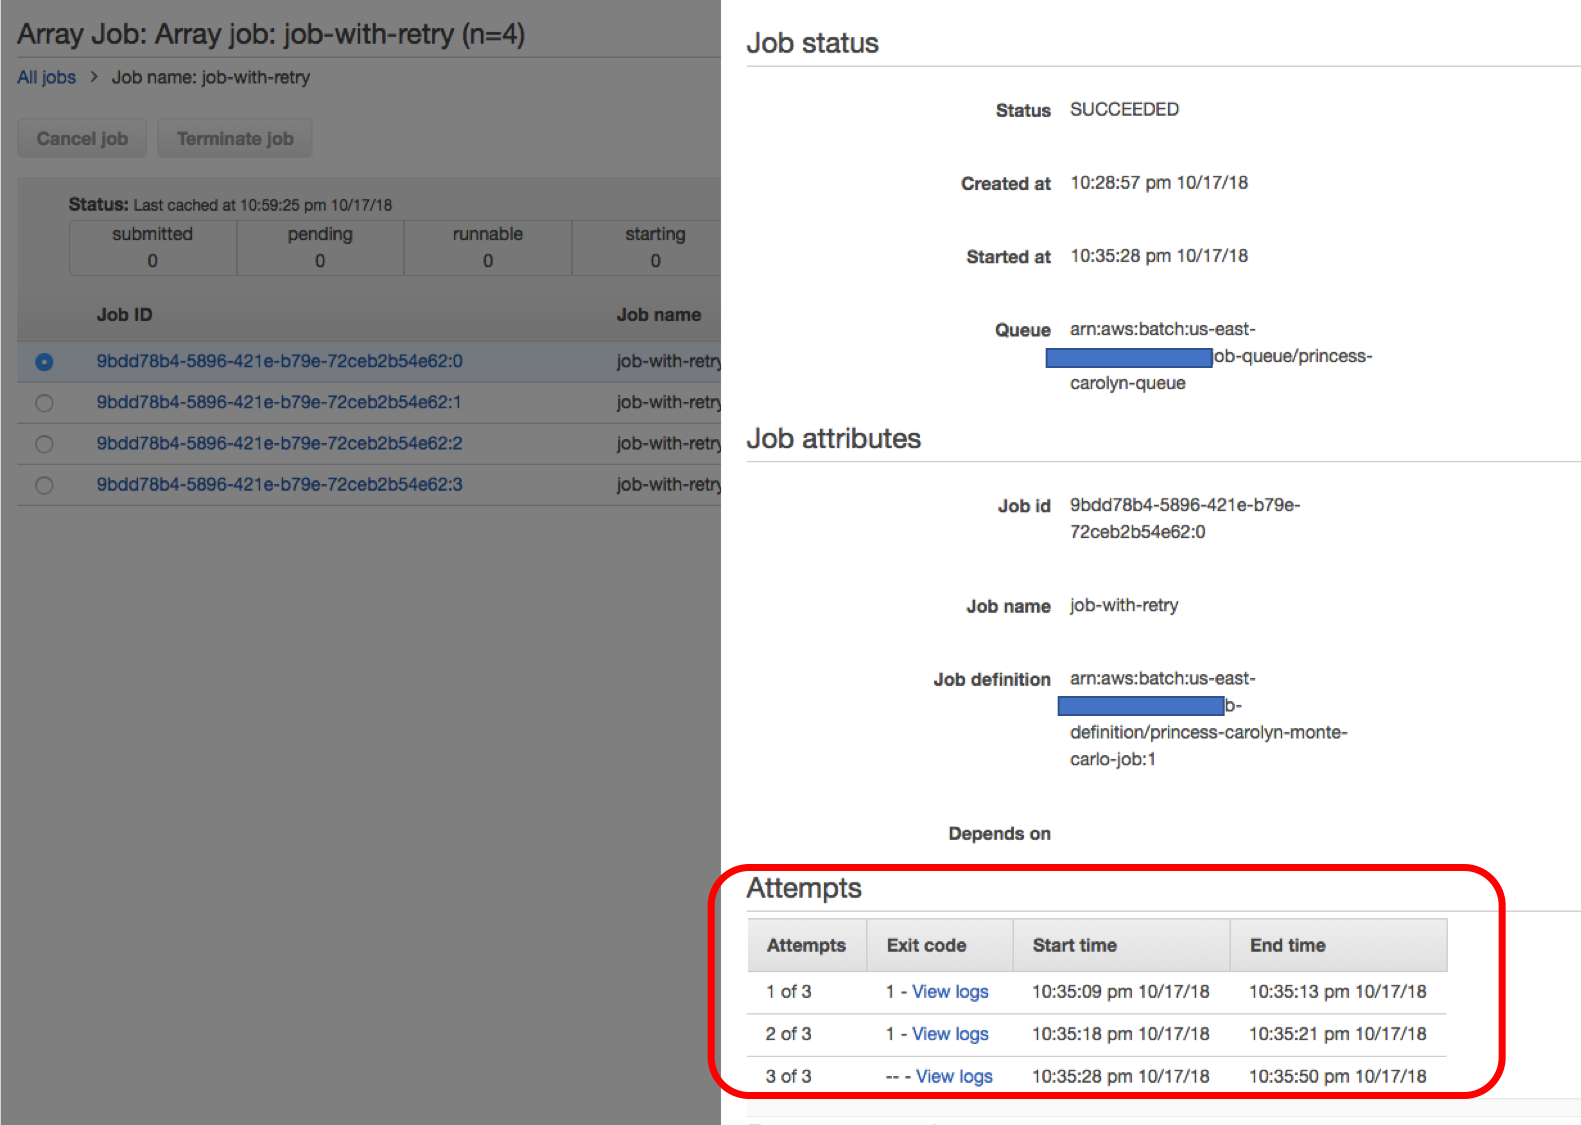 Array Job: Array job: job-with-retry (n=4)
All jobs > Job name: job-with-retry
Cancel job Terminate job
Status: Last cached at 10:59:25 pm 10/17/18
submitted pending runnable starting
0 0 0 0
Job ID Job name
9bdd78b4-5896-421e-b79e-72ceb2b54e62:0 job-with-retry
9bdd78b4-5896-421e-b79e-72ceb2b54e62:1 job-with-retry
9bdd78b4-5896-421e-b79e-72ceb2b54e62:2 job-with-retry
9bdd78b4-5896-421e-b79e-72ceb2b54e62:3 job-with-retry
Job status
Status SUCCEEDED
Created at 10:28:57 pm 10/17/18
Started at 10:35:28 pm 10/17/18
Queue arn:aws:batch:us-east-
ob-queue/princess-
carolyn-queue
Job attributes
Job id 9bdd78b4-5896-421e-b79e-
72ceb2b54e62:0
Job name job-with-retry
Job definition arn:aws:batch:us-east-
b-
definition/princess-carolyn-monte-
carlo-job:1
Depends on
Attempts
Attempts Exit code Start time End time
1 of 3 1 - View logs 10:35:09 pm 10/17/18 10:35:13 pm 10/17/18
2 of 3 1 - View logs 10:35:18 pm 10/17/18 10:35:21 pm 10/17/18
3 of 3 -- - View logs 10:35:28 pm 10/17/18 10:35:50 pm 10/17/18